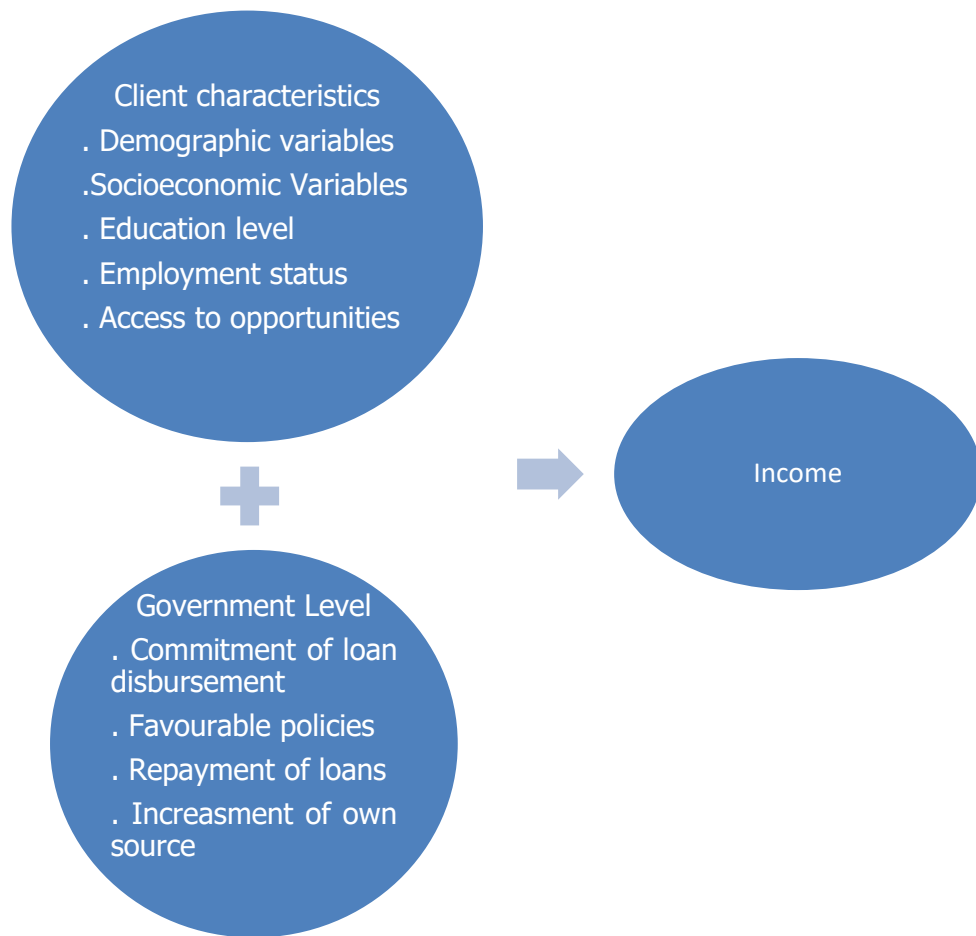 Client characteristics
. Demographic variables
.Socioeconomic Variables
. Education level
. Employment status
. Access to opportunities
Income
Government Level
. Commitment of loan
disbursement
. Favourable policies
. Repayment of loans
. Increasment of own
source